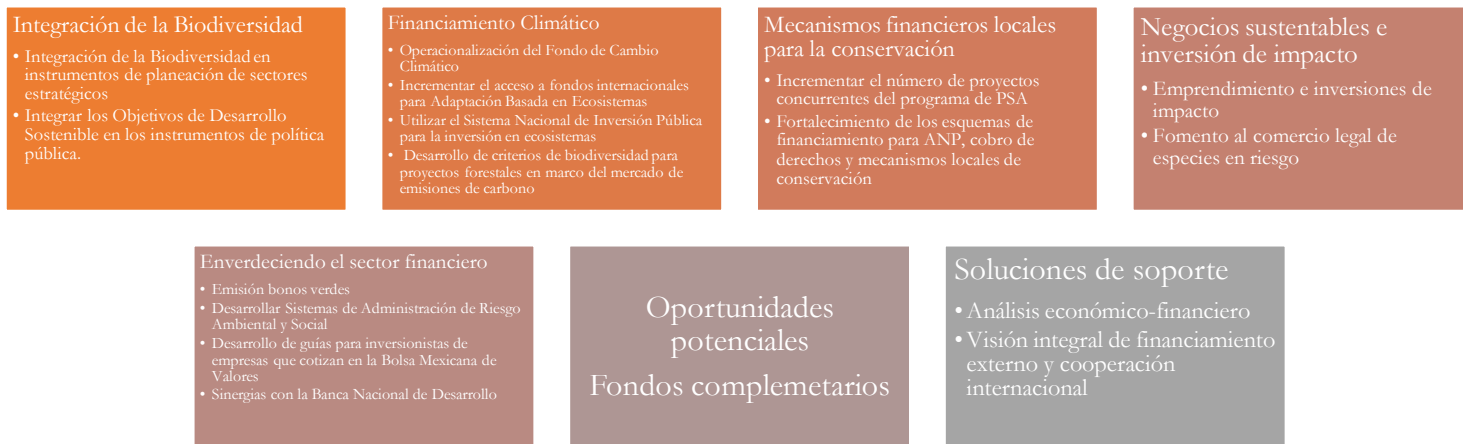 Integración de la Biodiversidad
• Integración de la Biodiversidad en
instrumentos de planeación de sectores
estratégicos
• Integrar los Objetivos de Desarrollo
Sostenible en los instrumentos de política
pública.
Financiamiento Climático
• Operacionalización del Fondo de Cambio
Climático
• Incrementar el acceso a fondos internacionales
para Adaptación Basada en Ecosistemas
• Utilizar el Sistema Nacional de Inversión Pública
para la inversión en ecosistemas
• Desarrollo de criterios de biodiversidad para
proyectos forestales en marco del mercado de
emisiones de carbono
Mecanismos financieros locales
para la conservación
• Incrementar el número de proyectos
concurrentes del programa de PSA
• Fortalecimiento de los esquemas de
financiamiento para ANP, cobro de
derechos y mecanismos locales de
conservación
Negocios sustentables e
inversión de impacto
• Emprendimiento e inversiones de
impacto
• Fomento al comercio legal de
especies en riesgo
Enverdeciendo el sector financiero
• Emisión bonos verdes
• Desarrollar Sistemas de Administración de Riesgo
Ambiental y Social
• Desarrollo de guías para inversionistas de
empresas que cotizan en la Bolsa Mexicana de
Valores
• Sinergias con la Banca Nacional de Desarrollo
Oportunidades
potenciales
Fondos complemetarios
Soluciones de soporte
• Análisis económico-financiero
• Visión integral de financiamiento
externo y cooperación
internacional